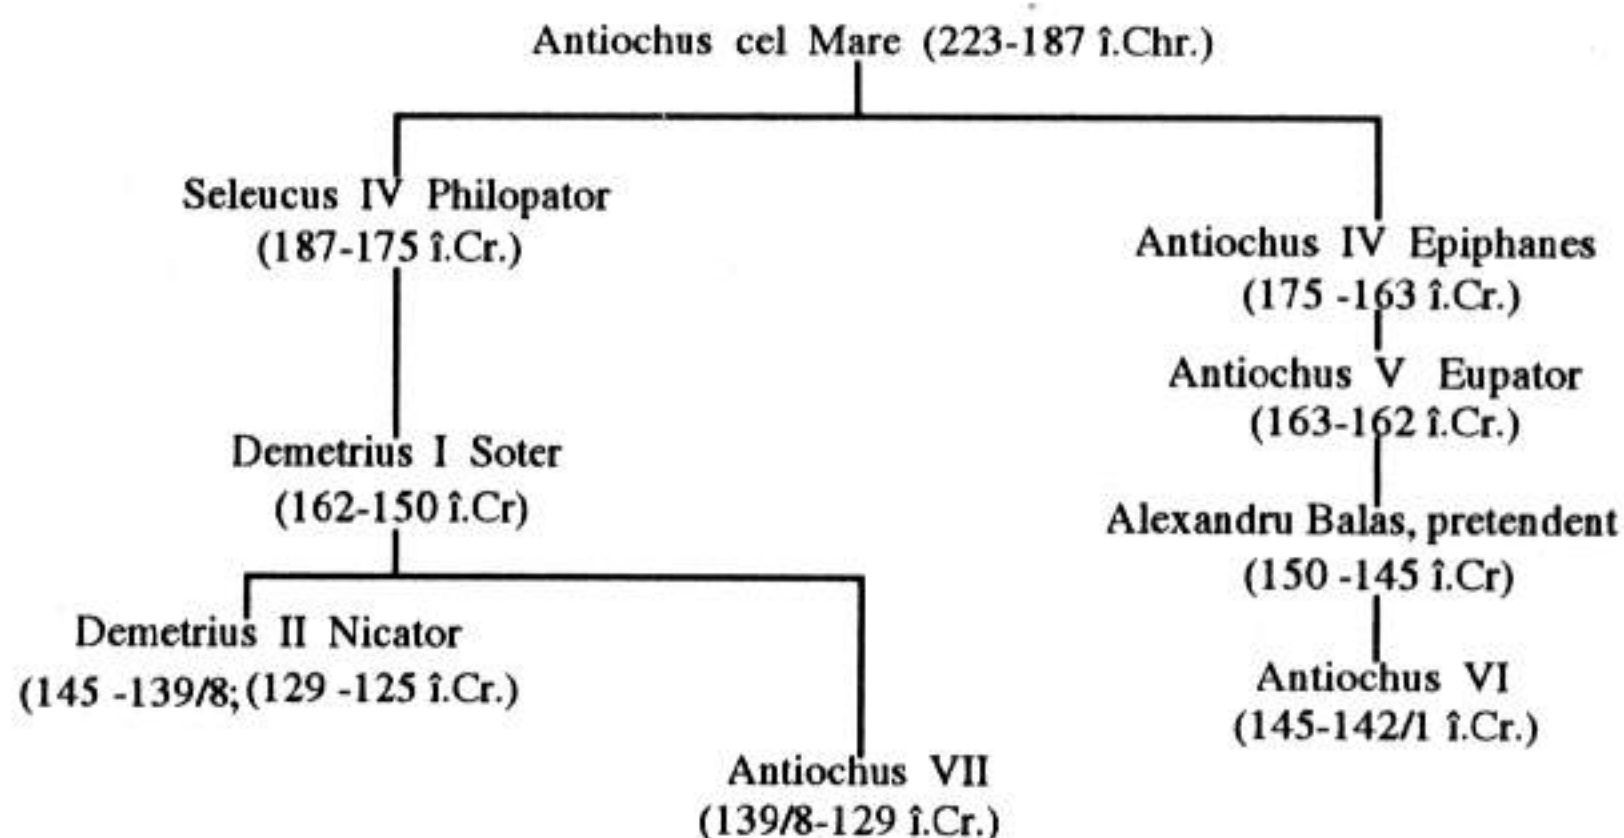 Antiochus cel Mare (223-187 î.Chr.)
Seleucus IV Philopator
(187-175 î.Cr.)
Antiochus IV Epiphanes
(175 -163 î.Cr.)
Antiochus V Eupator
(163-162 î.Cr.)
Demetrius I Soter
(162-150 î.Cr)
Alexandru Balas, pretendent
(150 -145 î.Cr)
Demetrius II Nicator
(145 -139/8; (129 -125 î.Cr.)
Antiochus VI
(145-142/1 î.Cr.)
Antiochus VII
(139/8-129 î.Cr.)